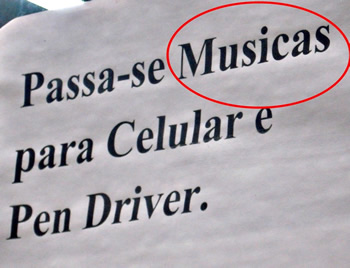 Passa-se Musicas
para Celular e
Pen Driver.